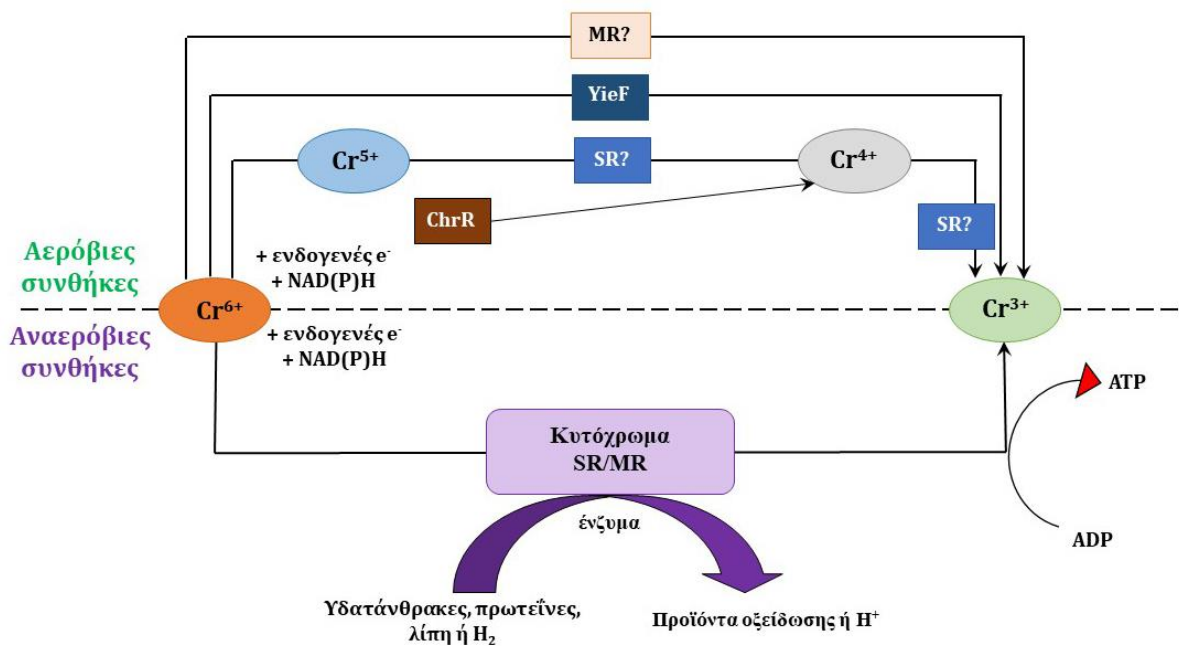 MR?
YieF
Cr⁵⁺
SR?
Cr⁴⁺
ChrR
SR?
Αερόβιες
συνθήκες
+ ενδογενές e⁻
+ NAD(P)H
Cr⁶⁺
Cr³⁺
Αναερόβιες
συνθήκες
+ ενδογενές e⁻
+ NAD(P)H
ATP
Κυτόχρωμα
SR/MR
ένζυμα
ADP
Υδατάνθρακες, πρωτεΐνες,
λίπη ή H₂
Προϊόντα οξείδωσης ή H⁺